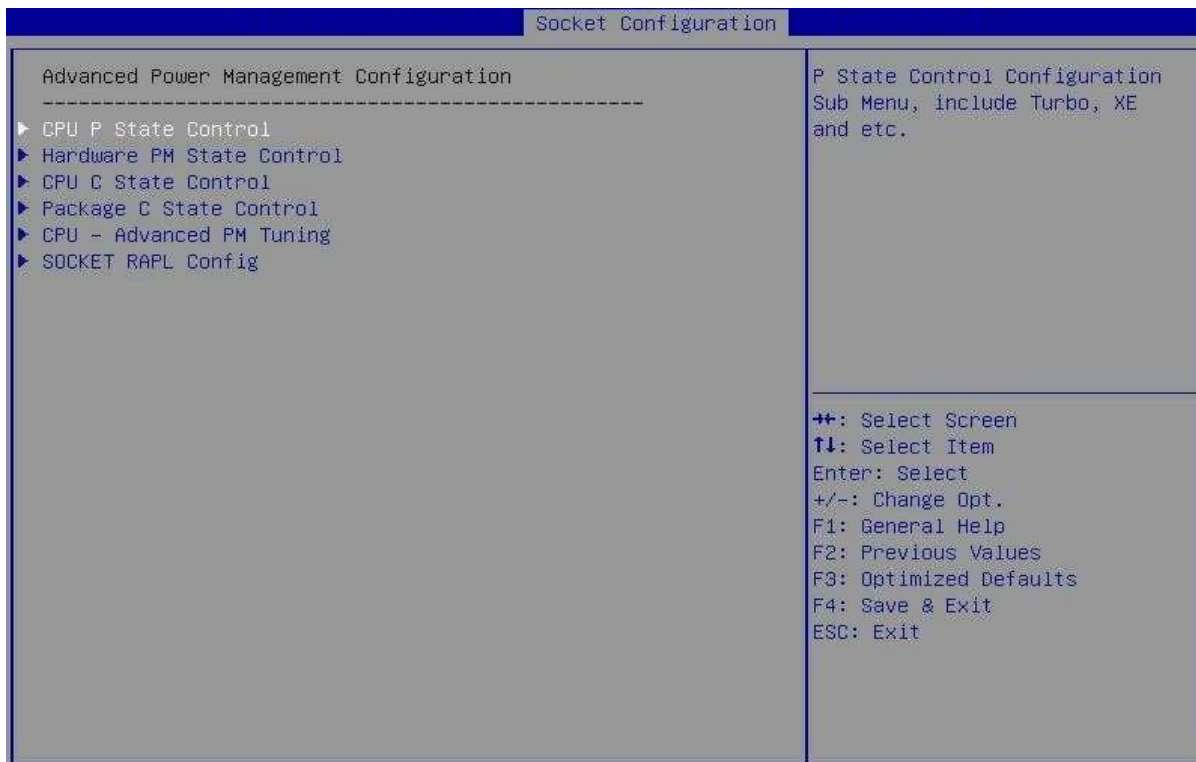 Socket Configuration
Advanced Power Management Configuration
--------------------------------------------------
▶ CPU P State Control
▶ Hardware PM State Control
▶ CPU C State Control
▶ Package C State Control
▶ CPU – Advanced PM Tuning
▶ SOCKET RAPL Config
P State Control Configuration
Sub Menu, include Turbo, XE
and etc.
→←: Select Screen
↑↓: Select Item
Enter: Select
+/-: Change Opt.
F1: General Help
F2: Previous Values
F3: Optimized Defaults
F4: Save & Exit
ESC: Exit